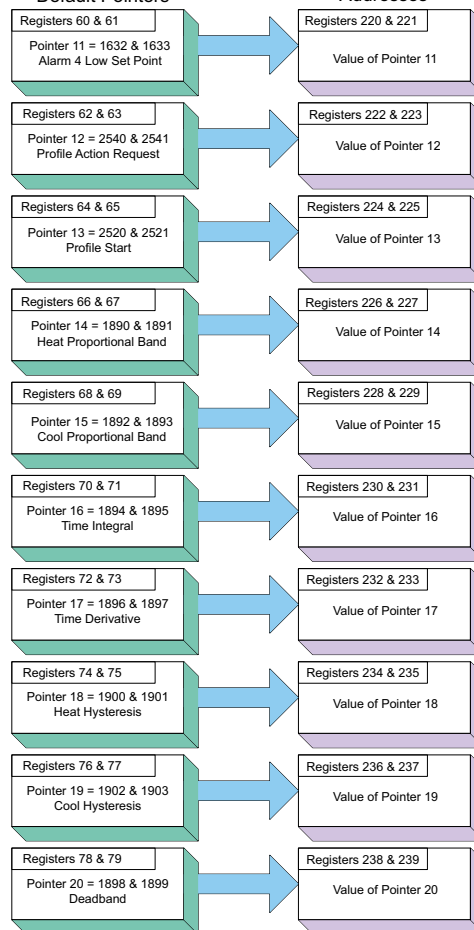 Default Pointers
Addresses
Registers 60 & 61
Pointer 11 = 1632 & 1633
Alarm 4 Low Set Point
Registers 220 & 221
Value of Pointer 11
Registers 62 & 63
Pointer 12 = 2540 & 2541
Profile Action Request
Registers 222 & 223
Value of Pointer 12
Registers 64 & 65
Pointer 13 = 2520 & 2521
Profile Start
Registers 224 & 225
Value of Pointer 13
Registers 66 & 67
Pointer 14 = 1890 & 1891
Heat Proportional Band
Registers 226 & 227
Value of Pointer 14
Registers 68 & 69
Pointer 15 = 1892 & 1893
Cool Proportional Band
Registers 228 & 229
Value of Pointer 15
Registers 70 & 71
Pointer 16 = 1894 & 1895
Time Integral
Registers 230 & 231
Value of Pointer 16
Registers 72 & 73
Pointer 17 = 1896 & 1897
Time Derivative
Registers 232 & 233
Value of Pointer 17
Registers 74 & 75
Pointer 18 = 1900 & 1901
Heat Hysteresis
Registers 234 & 235
Value of Pointer 18
Registers 76 & 77
Pointer 19 = 1902 & 1903
Cool Hysteresis
Registers 236 & 237
Value of Pointer 19
Registers 78 & 79
Pointer 20 = 1898 & 1899
Deadband
Registers 238 & 239
Value of Pointer 20